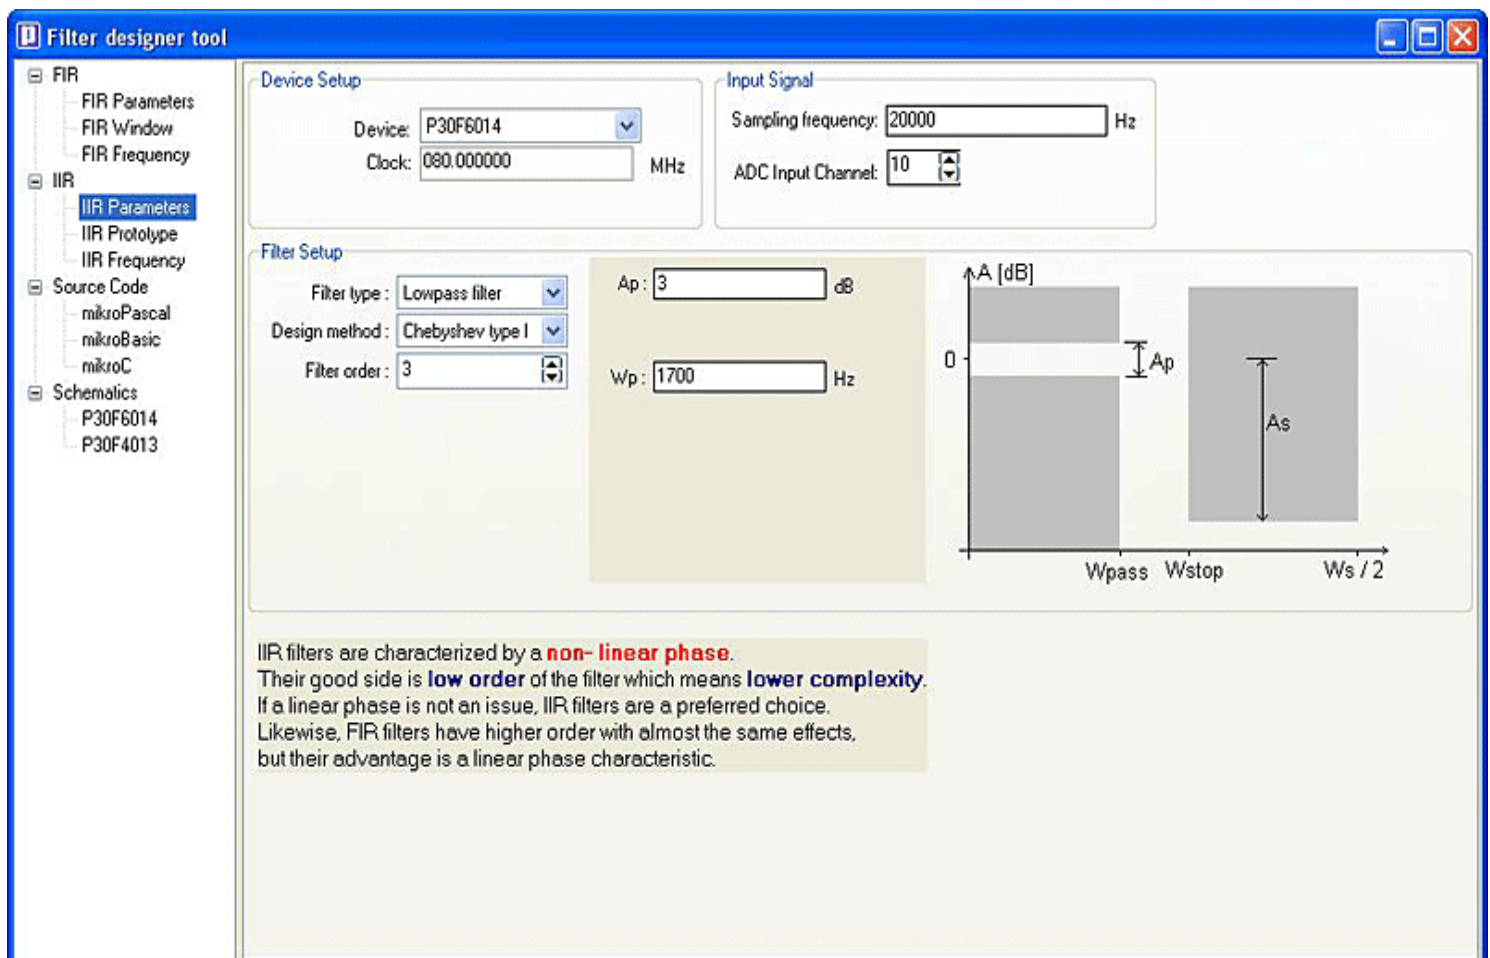 Filter designer tool
FIR
FIR Parameters
FIR Window
FIR Frequency
IIR
IIR Parameters
IIR Prototype
IIR Frequency
Source Code
mikroPascal
mikroBasic
mikroC
Schematics
P30F6014
P30F4013
Device Setup
Device: P30F6014
Clock: 080.000000 MHz
Input Signal
Sampling frequency: 20000 Hz
ADC Input Channel: 10
Filter Setup
Filter type : Lowpass filter
Design method : Chebyshev type I
Filter order : 3
Ap : 3 dB
Wp : 1700 Hz
A [dB]
0
Ap
As
Wpass Wstop Ws / 2
IIR filters are characterized by a non- linear phase.
Their good side is low order of the filter which means lower complexity.
If a linear phase is not an issue, IIR filters are a preferred choice.
Likewise, FIR filters have higher order with almost the same effects,
but their advantage is a linear phase characteristic.